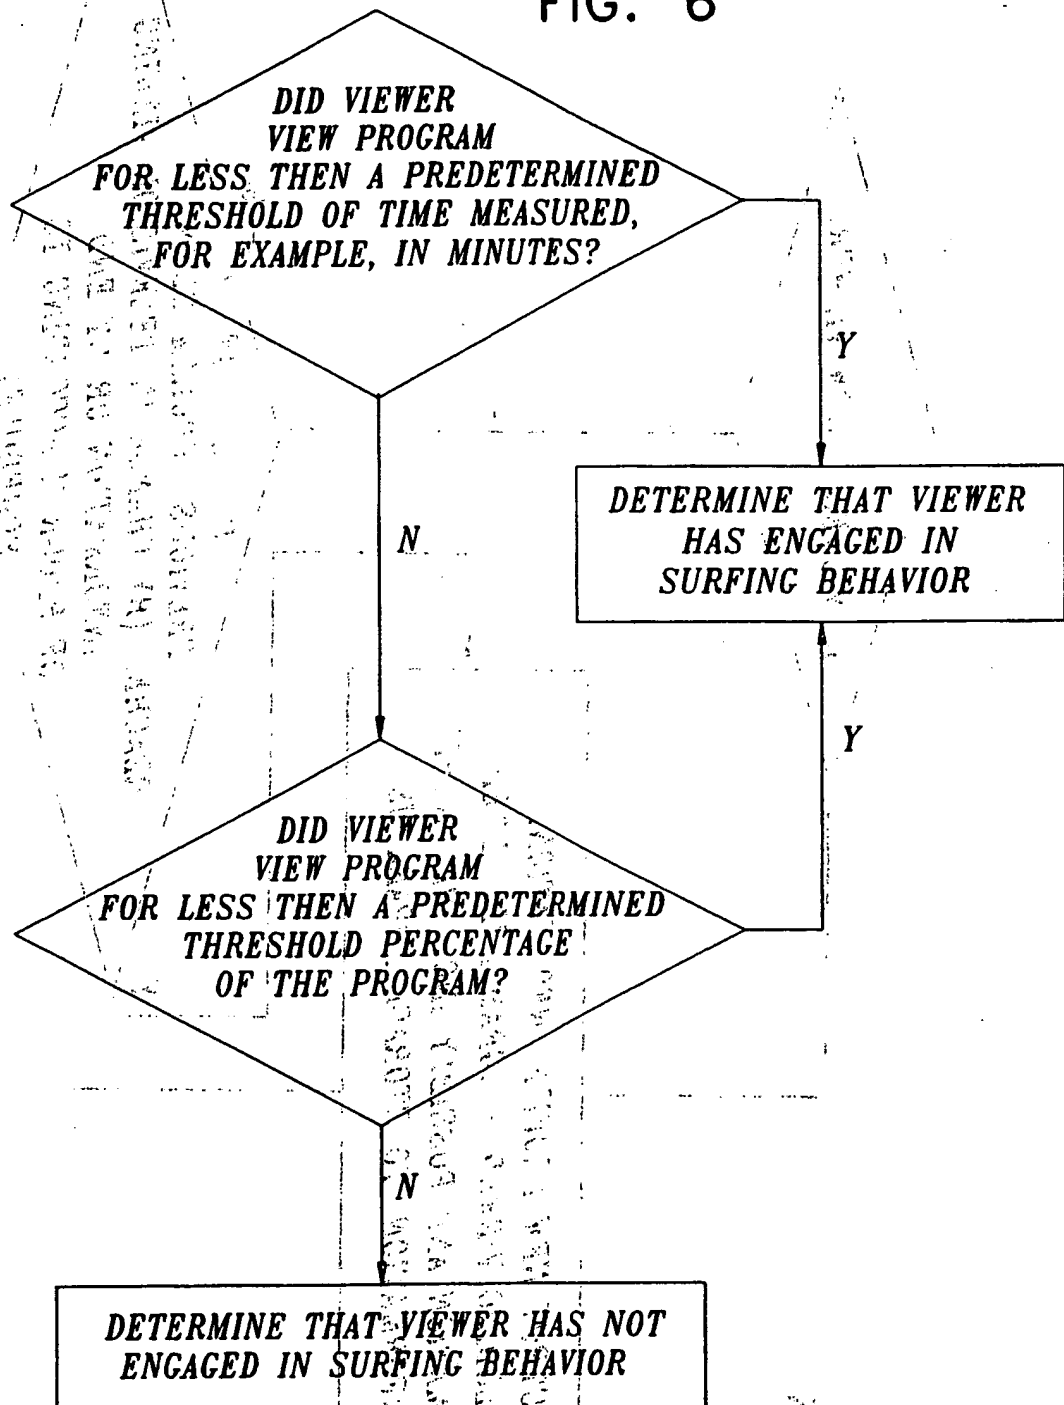 FIG. 6
DID VIEWER
VIEW PROGRAM
FOR LESS THEN A PREDETERMINED
THRESHOLD OF TIME MEASURED,
FOR EXAMPLE, IN MINUTES?
Y
DETERMINE THAT VIEWER
HAS ENGAGED IN
SURFING BEHAVIOR
N
Y
DID VIEWER
VIEW PROGRAM
FOR LESS THEN A PREDETERMINED
THRESHOLD PERCENTAGE
OF THE PROGRAM?
N
DETERMINE THAT VIEWER HAS NOT
ENGAGED IN SURFING BEHAVIOR